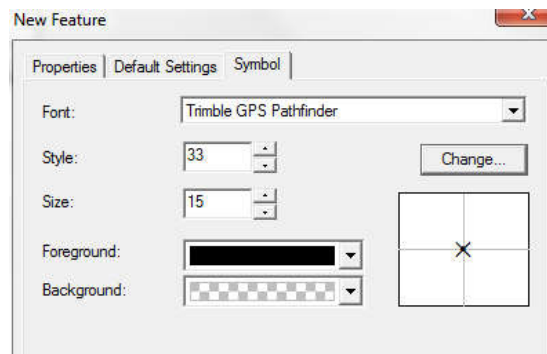 New Feature
Properties Default Settings Symbol
Font: Trimble GPS Pathfinder
Style: 33 Change...
Size: 15
Foreground:
Background: